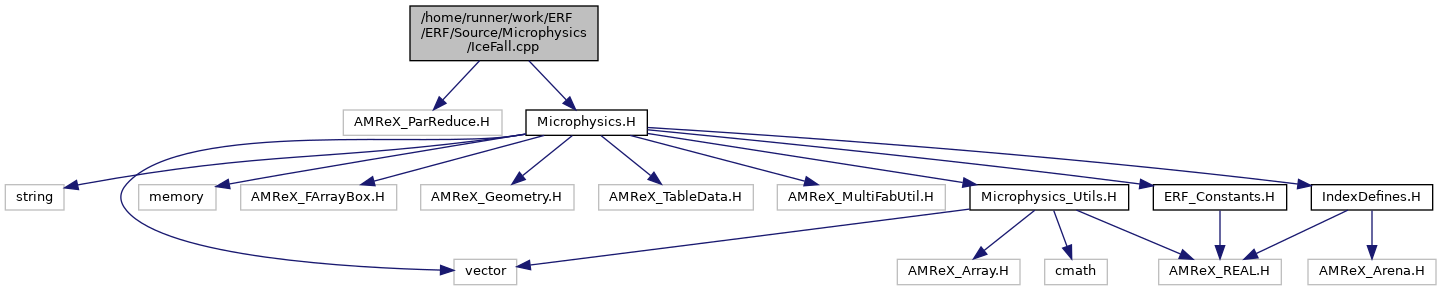 /home/runner/work/ERF
/ERF/Source/Microphysics
/IceFall.cpp
AMReX_ParReduce.H
Microphysics.H
string
memory
AMReX_FArrayBox.H
AMReX_Geometry.H
AMReX_TableData.H
AMReX_MultiFabUtil.H
Microphysics_Utils.H
ERF_Constants.H
IndexDefines.H
vector
AMReX_Array.H
cmath
AMReX_REAL.H
AMReX_Arena.H